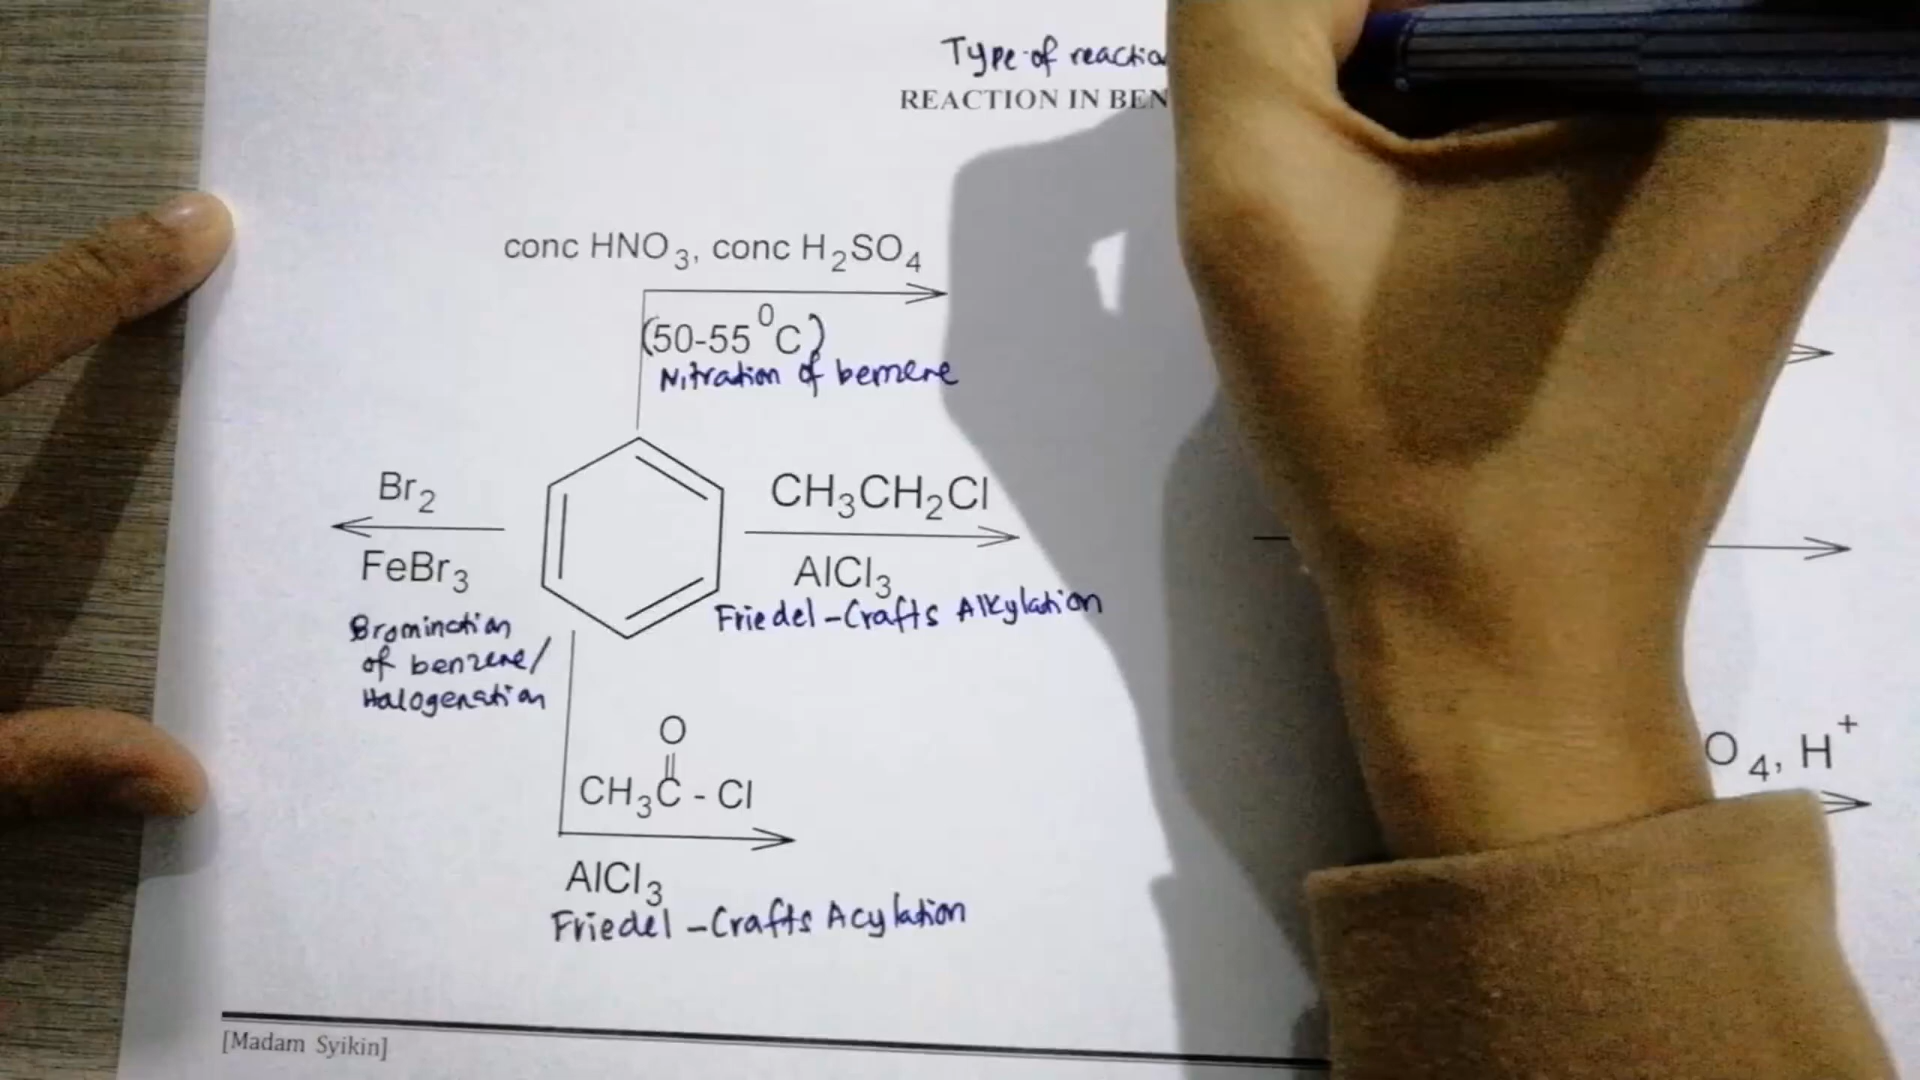 Type of reactio
REACTION IN BEN
conc HNO3, conc H2SO4
(50-55 0C)
Nitration of benzene
Br2
FeBr3
Bromination
of benzene/
Halogenation
CH3CH2Cl
AlCl3
Friedel-Crafts Alkylation
O
CH3C - Cl
AlCl3
Friedel-Crafts Acylation
O4, H+
[Madam Syikin]